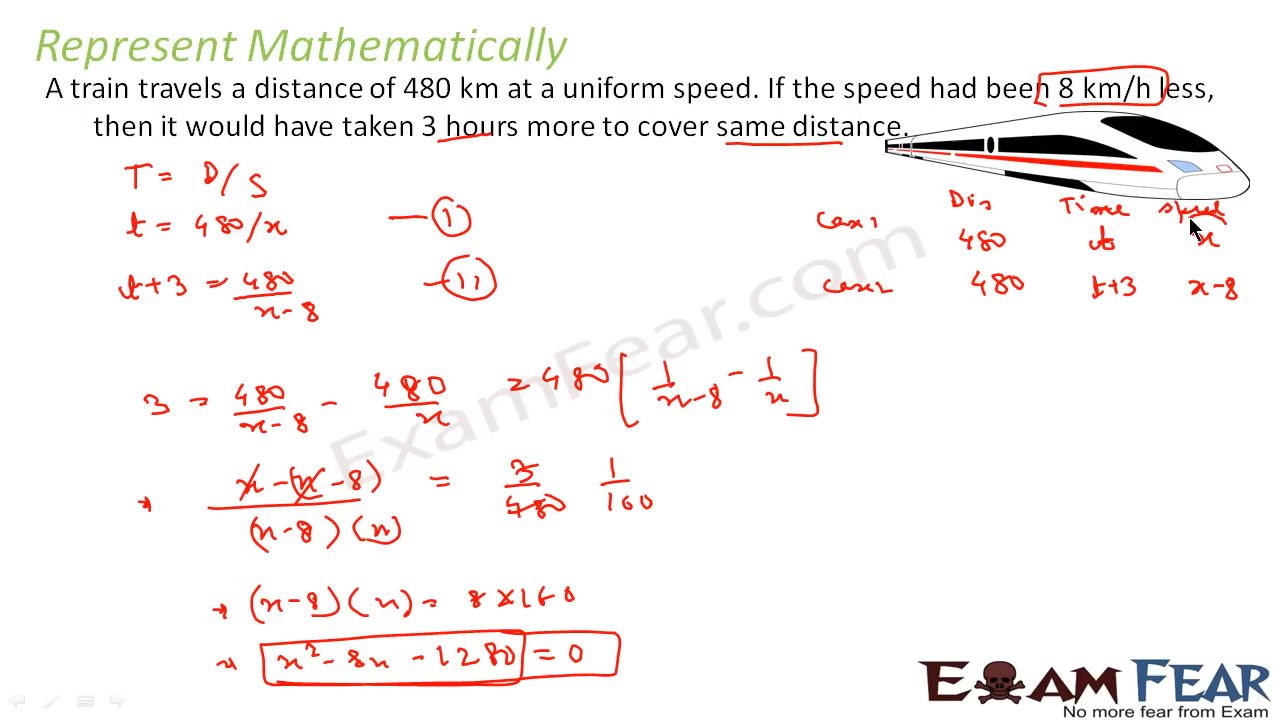 Represent Mathematically
A train travels a distance of 480 km at a uniform speed. If the speed had been 8 km/h less,
then it would have taken 3 hours more to cover same distance.
T = D/S
t = 480/x — (1)
t+3 = 480/(x-8) — (11)
Dis Time Speed
Case1 480 t x
Case2 480 t+3 x-8
3 = 480/(x-8) - 480/x = 480 [1/(x-8) - 1/x]
→ (x-(x-8))/((x-8)(x)) = 3/480 1/160
→ (x-8)(x) = 8×160
→ x² - 8x - 1280 = 0
ExamFear.com
EXAM FEAR
No more fear from Exam